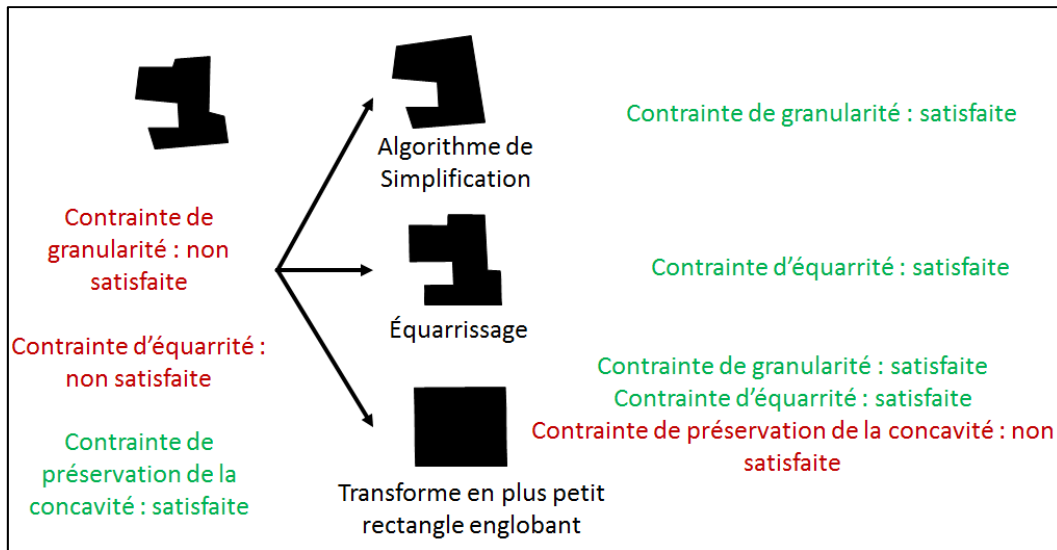 Contrainte de
granularité : non
satisfaite
Contrainte d'équarrité :
non satisfaite
Contrainte de
préservation de la
concavité : satisfaite
Algorithme de
Simplification
Équarrissage
Transforme en plus petit
rectangle englobant
Contrainte de granularité : satisfaite
Contrainte d'équarrité : satisfaite
Contrainte de granularité : satisfaite
Contrainte d'équarrité : satisfaite
Contrainte de préservation de la concavité : non
satisfaite